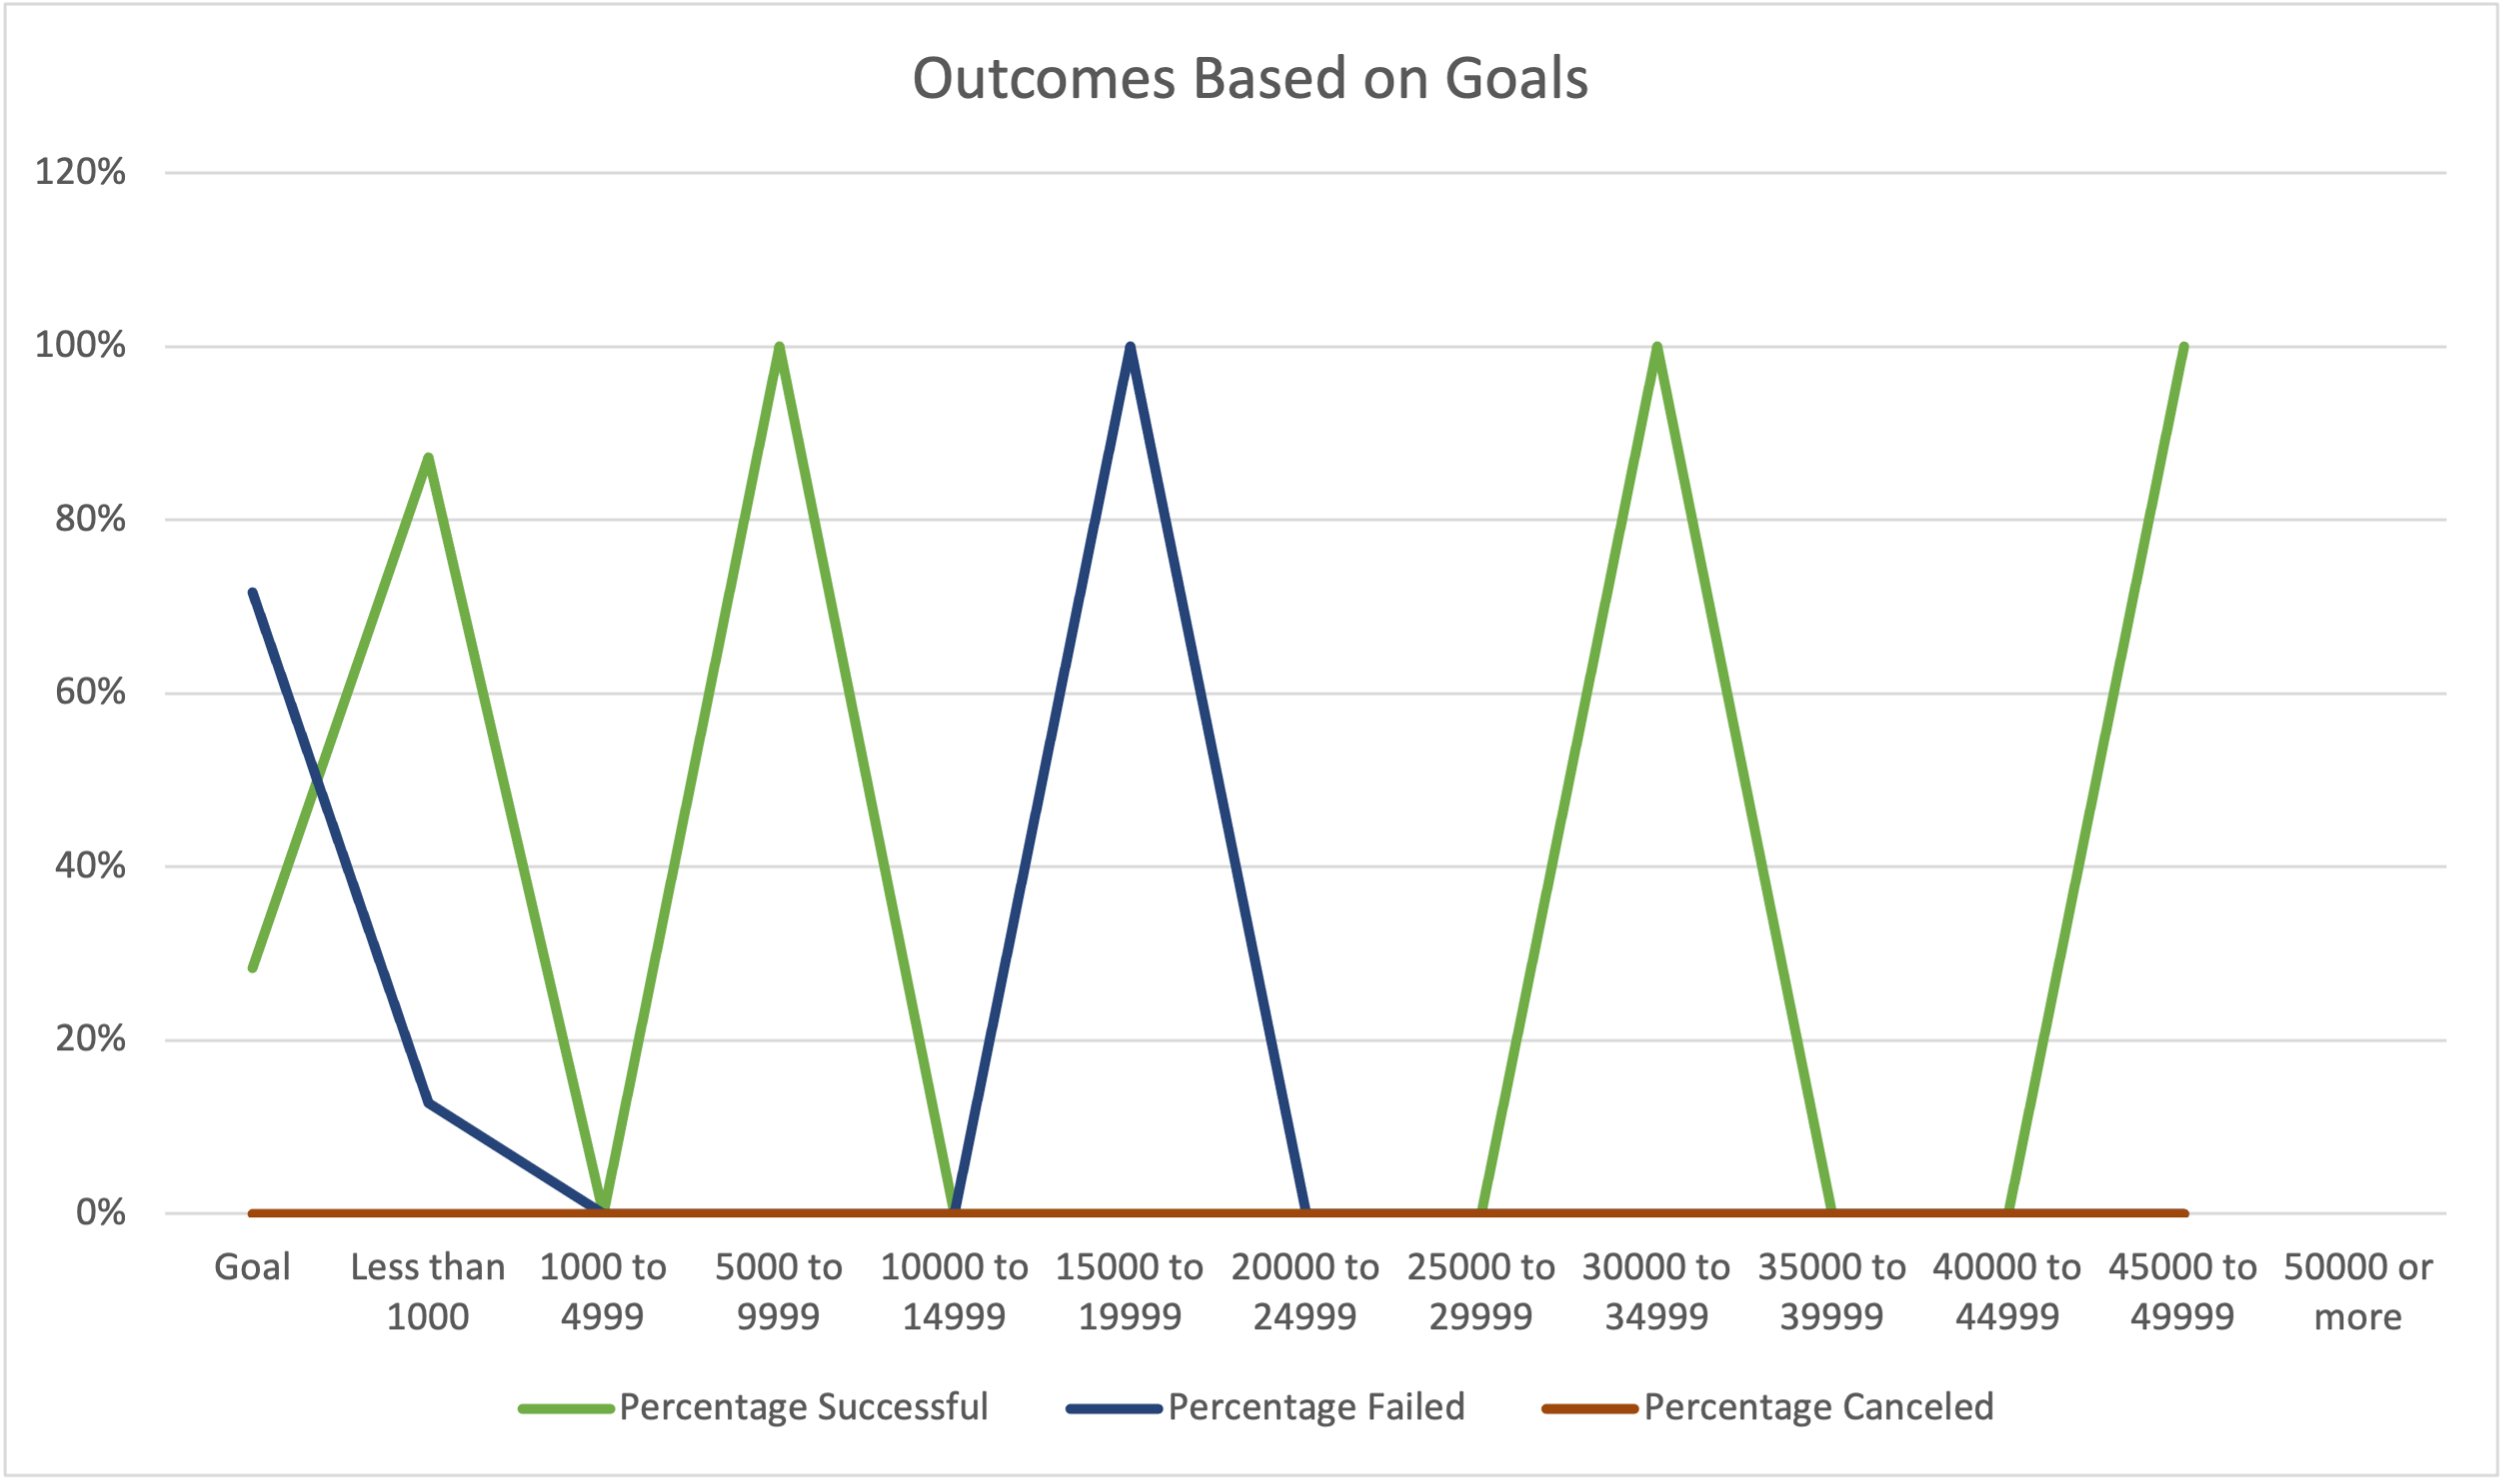 Outcomes Based on Goals
120%
100%
80%
60%
40%
20%
0%
Goal
Less than
1000
1000 to
4999
5000 to
9999
10000 to
14999
15000 to
19999
20000 to
24999
25000 to
29999
30000 to
34999
35000 to
39999
40000 to
44999
45000 to
49999
50000 or
more
Percentage Successful
Percentage Failed
Percentage Canceled